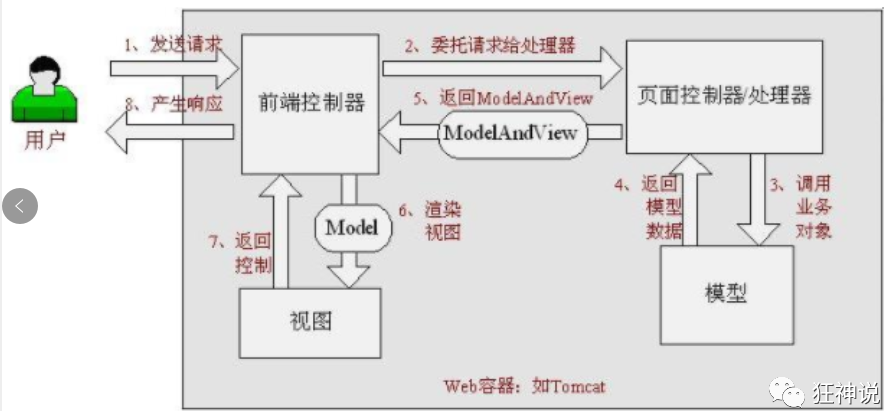 1、发送请求
2、委托请求给处理器
前端控制器
页面控制器/处理器
5、返回ModelAndView
8、产生响应
ModelAndView
用户
4、返回
模型
数据
3、调用
业务
对象
6、渲染
视图
Model
7、返回
控制
模型
视图
Web容器：如Tomcat
狂神说